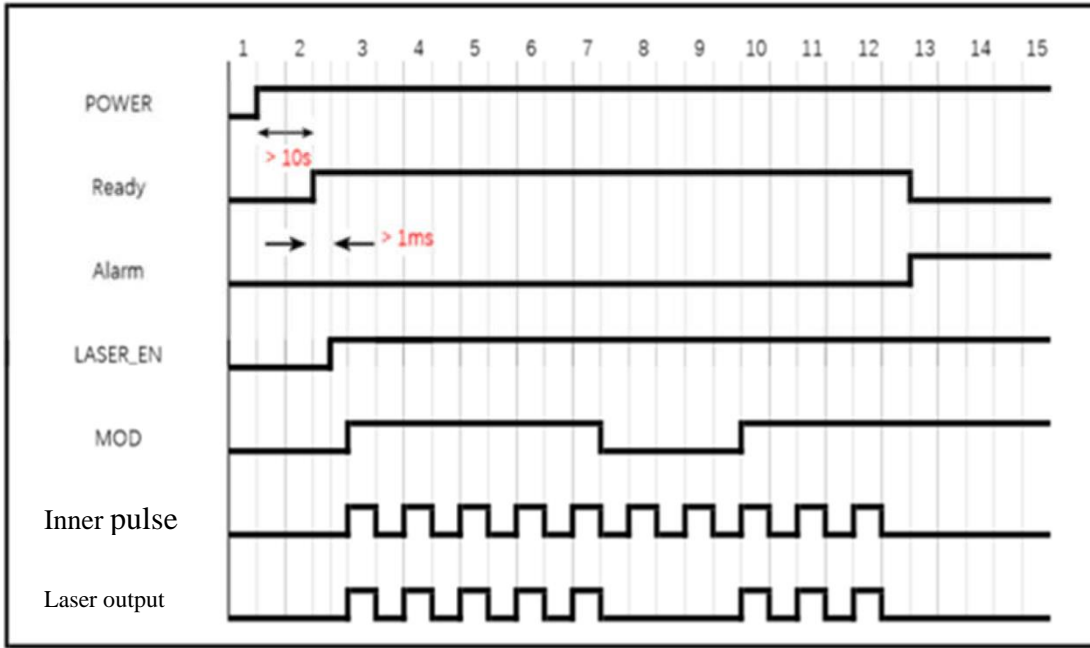 1 2 3 4 5 6 7 8 9 10 11 12 13 14 15
POWER
> 10s
Ready
> 1ms
Alarm
LASER_EN
MOD
Inner pulse
Laser output